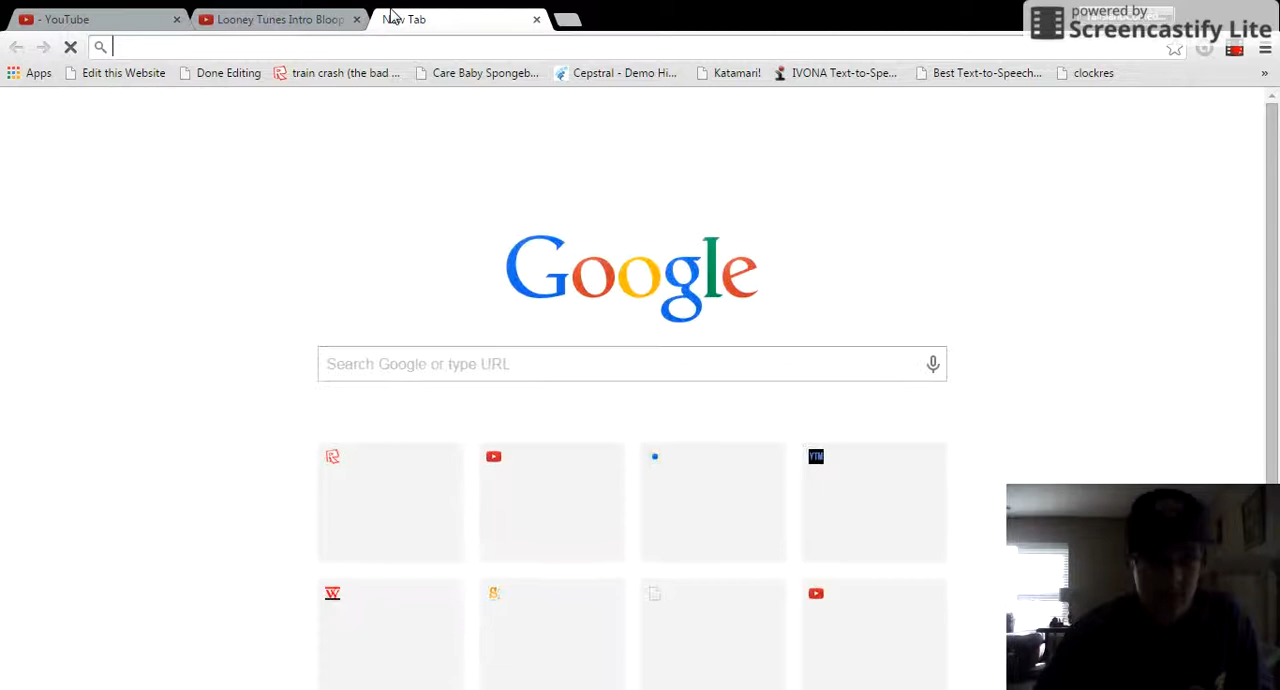 - YouTube
Looney Tunes Intro Bloop
New Tab
powered by
Screencastify Lite
Apps
Edit this Website
Done Editing
train crash (the bad ...
Care Baby Spongeb...
Cepstral - Demo Hi...
Katamari!
IVONA Text-to-Spe...
Best Text-to-Speech...
clockres
»
Google
Search Google or type URL
YTM
W
g